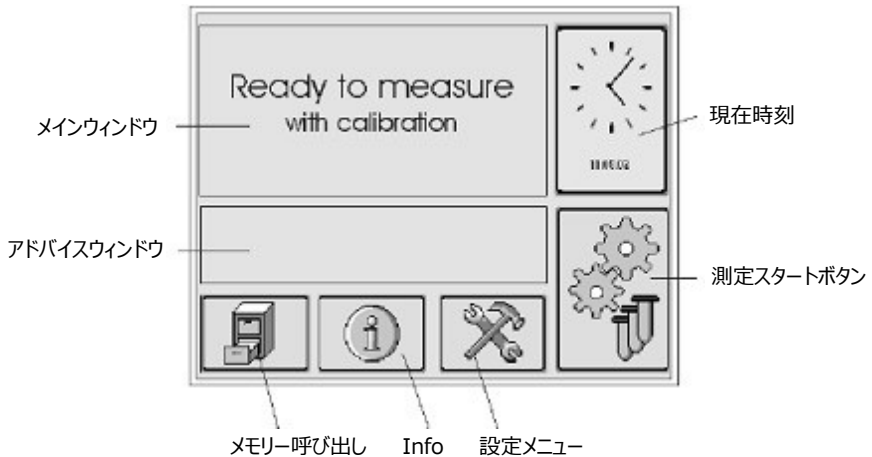 Ready to measure
with calibration
メインウィンドウ
現在時刻
アドバイスウィンドウ
測定スタートボタン
メモリー呼び出し
Info
設定メニュー